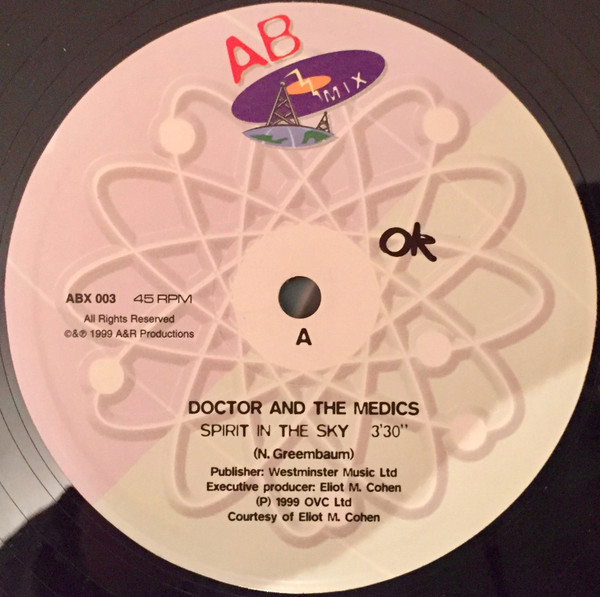 AB
MIX
OK
ABX 003 45 RPM
All Rights Reserved
©&℗ 1999 A&R Productions
A
DOCTOR AND THE MEDICS
SPIRIT IN THE SKY 3'30"
(N. Greembaum)
Publisher: Westminster Music Ltd
Executive producer: Eliot M. Cohen
(P) 1999 OVC Ltd
Courtesy of Eliot M. Cohen